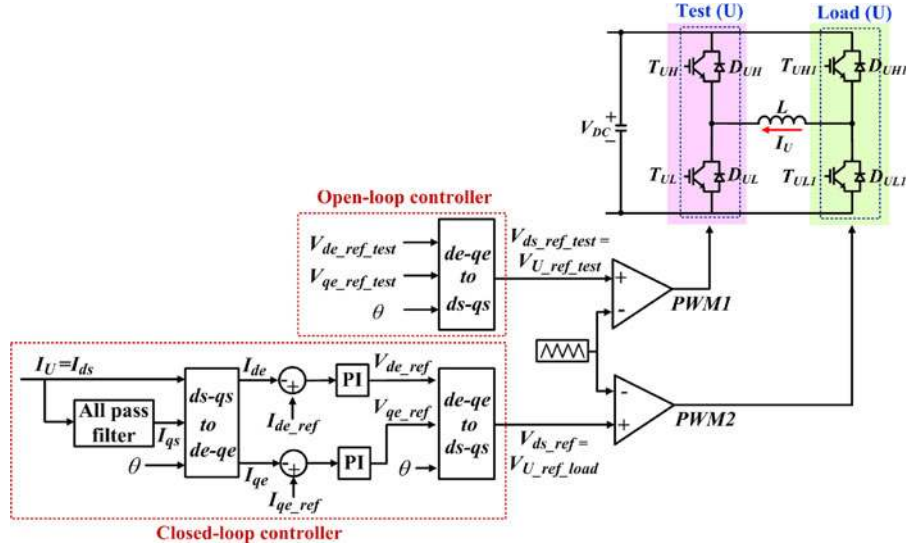 Test (U)
Load (U)
T_UH
D_UH
T_UH1
D_UH1
L
V_DC
+
-
I_U
T_UL
D_UL
T_UL1
D_UL1
Open-loop controller
V_de_ref_test
V_qe_ref_test
θ
de-qe
to
ds-qs
V_ds_ref_test =
V_U_ref_test
+
-
PWM1
I_U=I_ds
All pass
filter
I_qs
θ
ds-qs
to
de-qe
I_de
-
+
I_de_ref
PI
V_de_ref
I_qe
-
+
I_qe_ref
PI
V_qe_ref
θ
de-qe
to
ds-qs
V_ds_ref =
V_U_ref_load
-
+
PWM2
Closed-loop controller